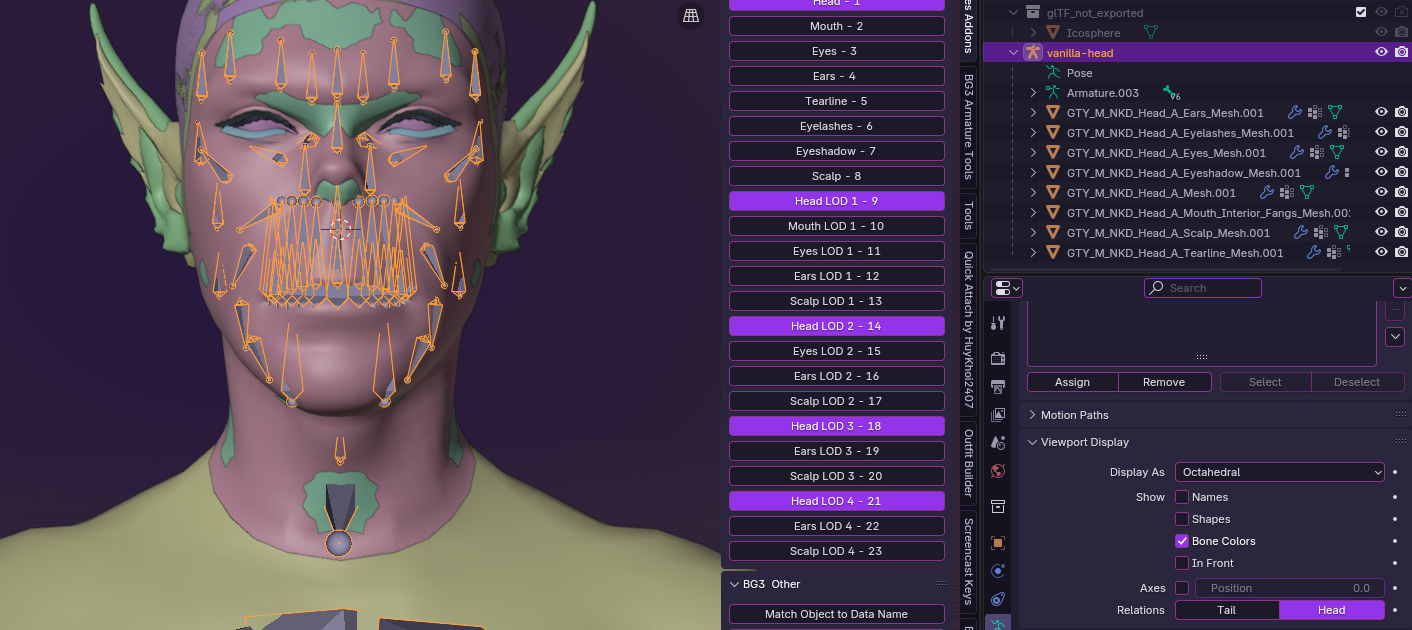 Head - 1
Mouth - 2
Eyes - 3
Ears - 4
Tearline - 5
Eyelashes - 6
Eyeshadow - 7
Scalp - 8
Head LOD 1 - 9
Mouth LOD 1 - 10
Eyes LOD 1 - 11
Ears LOD 1 - 12
Scalp LOD 1 - 13
Head LOD 2 - 14
Eyes LOD 2 - 15
Ears LOD 2 - 16
Scalp LOD 2 - 17
Head LOD 3 - 18
Ears LOD 3 - 19
Scalp LOD 3 - 20
Head LOD 4 - 21
Ears LOD 4 - 22
Scalp LOD 4 - 23
BG3 Other
Match Object to Data Name
Addons
BG3 Armature Tools
Tools
Quick Attach by HuyKhoi2407
Outfit Builder
Screencast Keys
glTF_not_exported
Icosphere
vanilla-head
Pose
Armature.003 96
GTY_M_NKD_Head_A_Ears_Mesh.001
GTY_M_NKD_Head_A_Eyelashes_Mesh.001
GTY_M_NKD_Head_A_Eyes_Mesh.001
GTY_M_NKD_Head_A_Eyeshadow_Mesh.001
GTY_M_NKD_Head_A_Mesh.001
GTY_M_NKD_Head_A_Mouth_Interior_Fangs_Mesh.00
GTY_M_NKD_Head_A_Scalp_Mesh.001
GTY_M_NKD_Head_A_Tearline_Mesh.001
Search
Assign Remove Select Deselect
Motion Paths
Viewport Display
Display As Octahedral
Show Names
Shapes
Bone Colors
In Front
Axes Position 0.0
Relations Tail Head